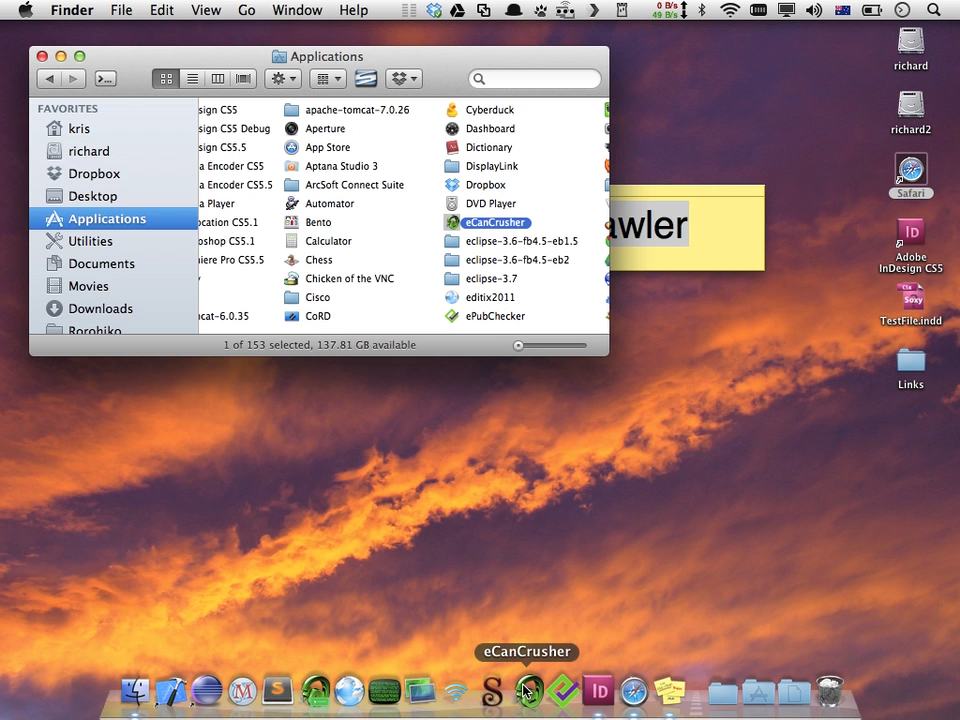 Finder File Edit View Go Window Help
0 B/s
49 B/s
Applications
FAVORITES
kris
richard
Dropbox
Desktop
Applications
Utilities
Documents
Movies
Downloads
Rorohiko
sign CS5
sign CS5 Debug
sign CS5.5
a Encoder CS5
a Encoder CS5.5
a Player
ocation CS5.1
oshop CS5.1
iere Pro CS5.5
mcat-6.0.35
apache-tomcat-7.0.26
Aperture
App Store
Aptana Studio 3
ArcSoft Connect Suite
Automator
Bento
Calculator
Chess
Chicken of the VNC
Cisco
CoRD
Cyberduck
Dashboard
Dictionary
DisplayLink
Dropbox
DVD Player
eCanCrusher
eclipse-3.6-fb4.5-eb1.5
eclipse-3.6-fb4.5-eb2
eclipse-3.7
editix2011
ePubChecker
1 of 153 selected, 137.81 GB available
awler
richard
richard2
Safari
Id
Adobe
InDesign CS5
Soxy
TestFile.indd
Links
eCanCrusher
M
S
S
Id